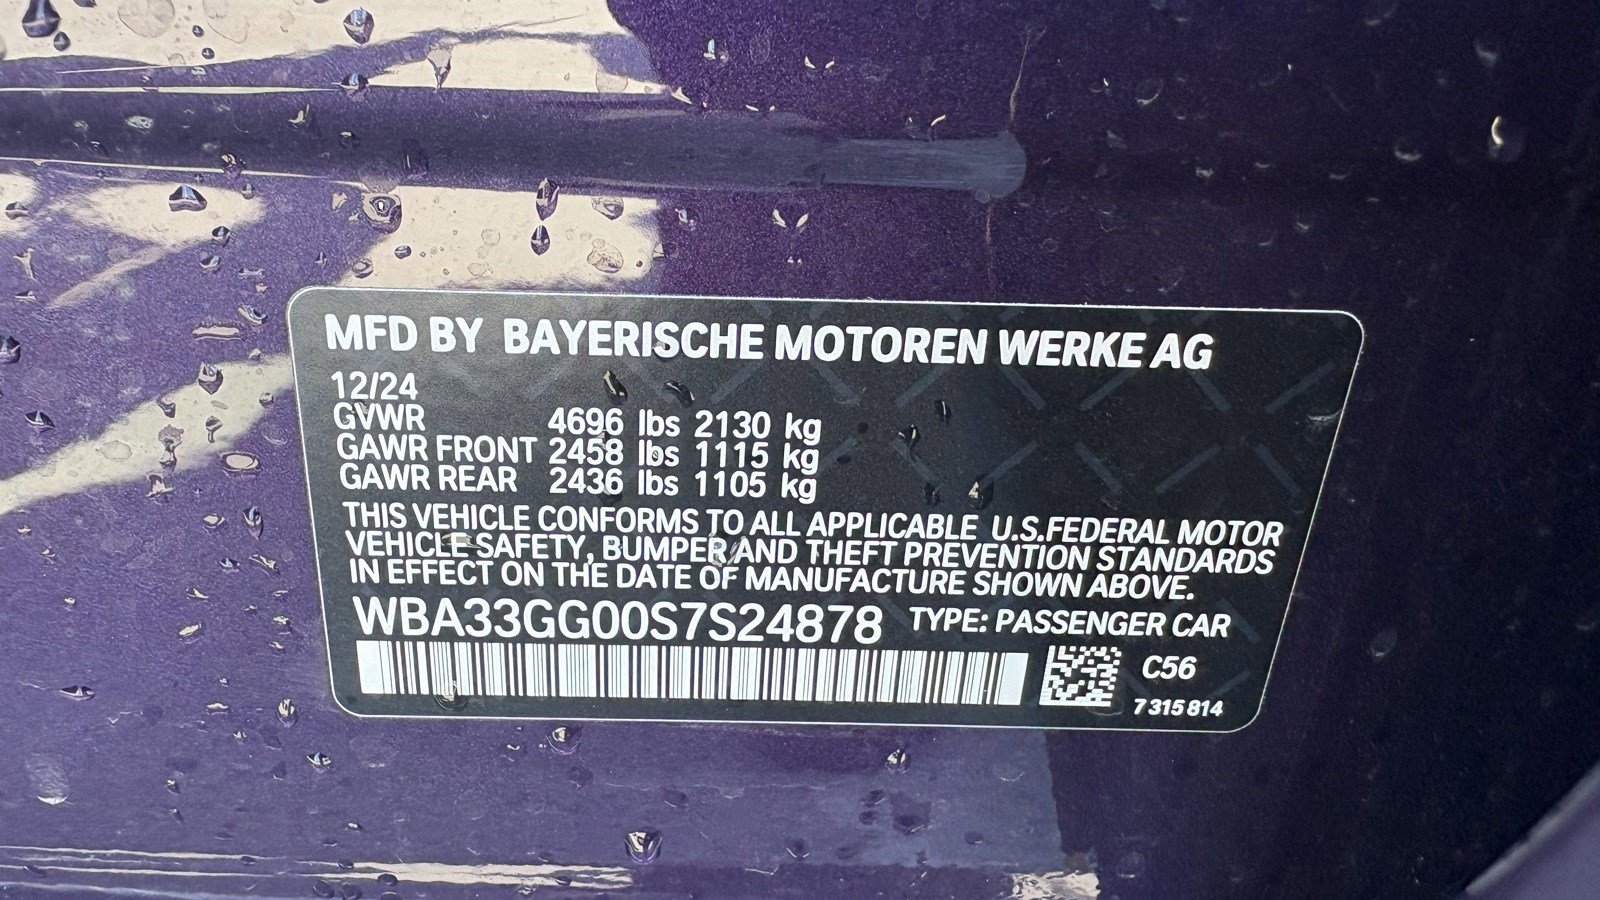 MFD BY BAYERISCHE MOTOREN WERKE AG
12/24
GVWR 4696 lbs 2130 kg
GAWR FRONT 2458 lbs 1115 kg
GAWR REAR 2436 lbs 1105 kg
THIS VEHICLE CONFORMS TO ALL APPLICABLE U.S.FEDERAL MOTOR
VEHICLE SAFETY, BUMPER AND THEFT PREVENTION STANDARDS
IN EFFECT ON THE DATE OF MANUFACTURE SHOWN ABOVE.
WBA33GG00S7S24878 TYPE: PASSENGER CAR
C56
7 315 814